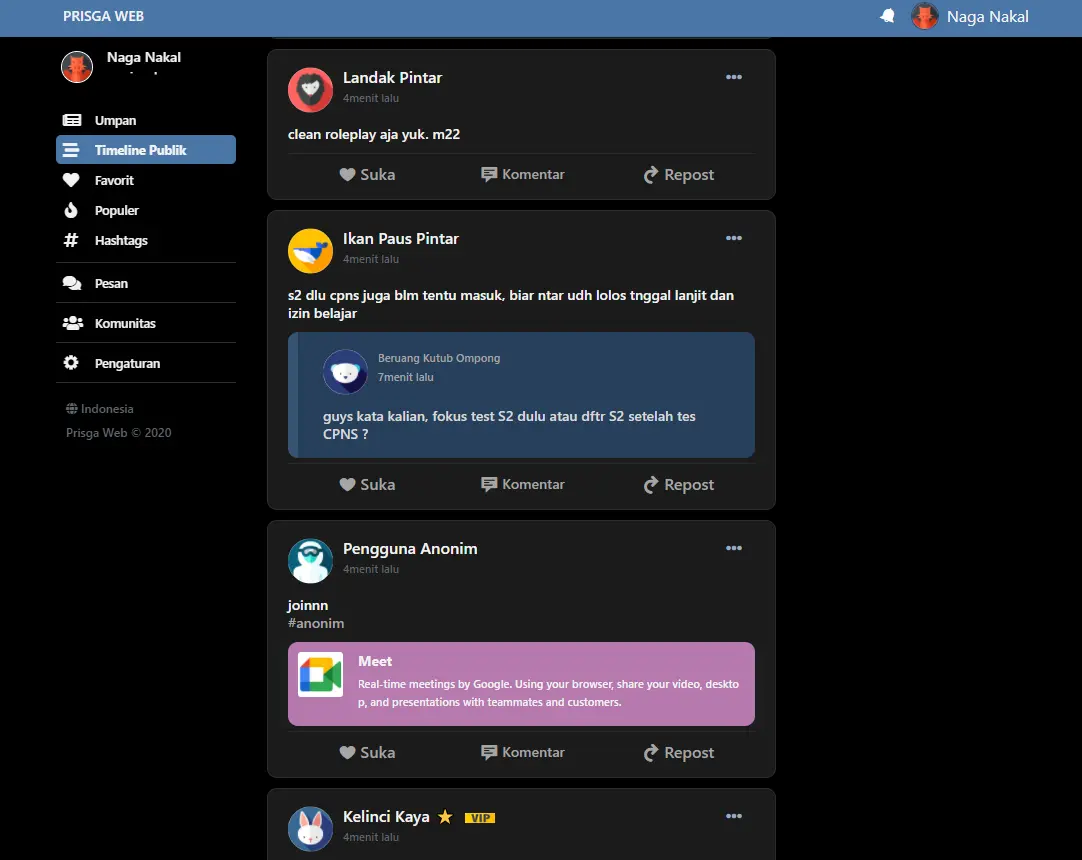 PRISGA WEB
Naga Nakal
Naga Nakal
Umpan
Timeline Publik
Favorit
Populer
Hashtags
Pesan
Komunitas
Pengaturan
Indonesia
Prisga Web © 2020
Landak Pintar
4menit lalu
clean roleplay aja yuk. m22
Suka Komentar Repost
Ikan Paus Pintar
4menit lalu
s2 dlu cpns juga blm tentu masuk, biar ntar udh lolos tnggal lanjit dan
izin belajar
Beruang Kutub Ompong
7menit lalu
guys kata kalian, fokus test S2 dulu atau dftr S2 setelah tes
CPNS ?
Suka Komentar Repost
Pengguna Anonim
4menit lalu
joinnn
#anonim
Meet
Real-time meetings by Google. Using your browser, share your video, deskto
p, and presentations with teammates and customers.
Suka Komentar Repost
Kelinci Kaya VIP
4menit lalu